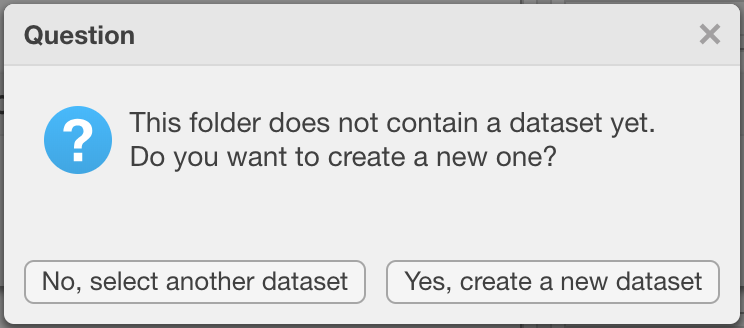 Question
This folder does not contain a dataset yet.
Do you want to create a new one?
No, select another dataset
Yes, create a new dataset